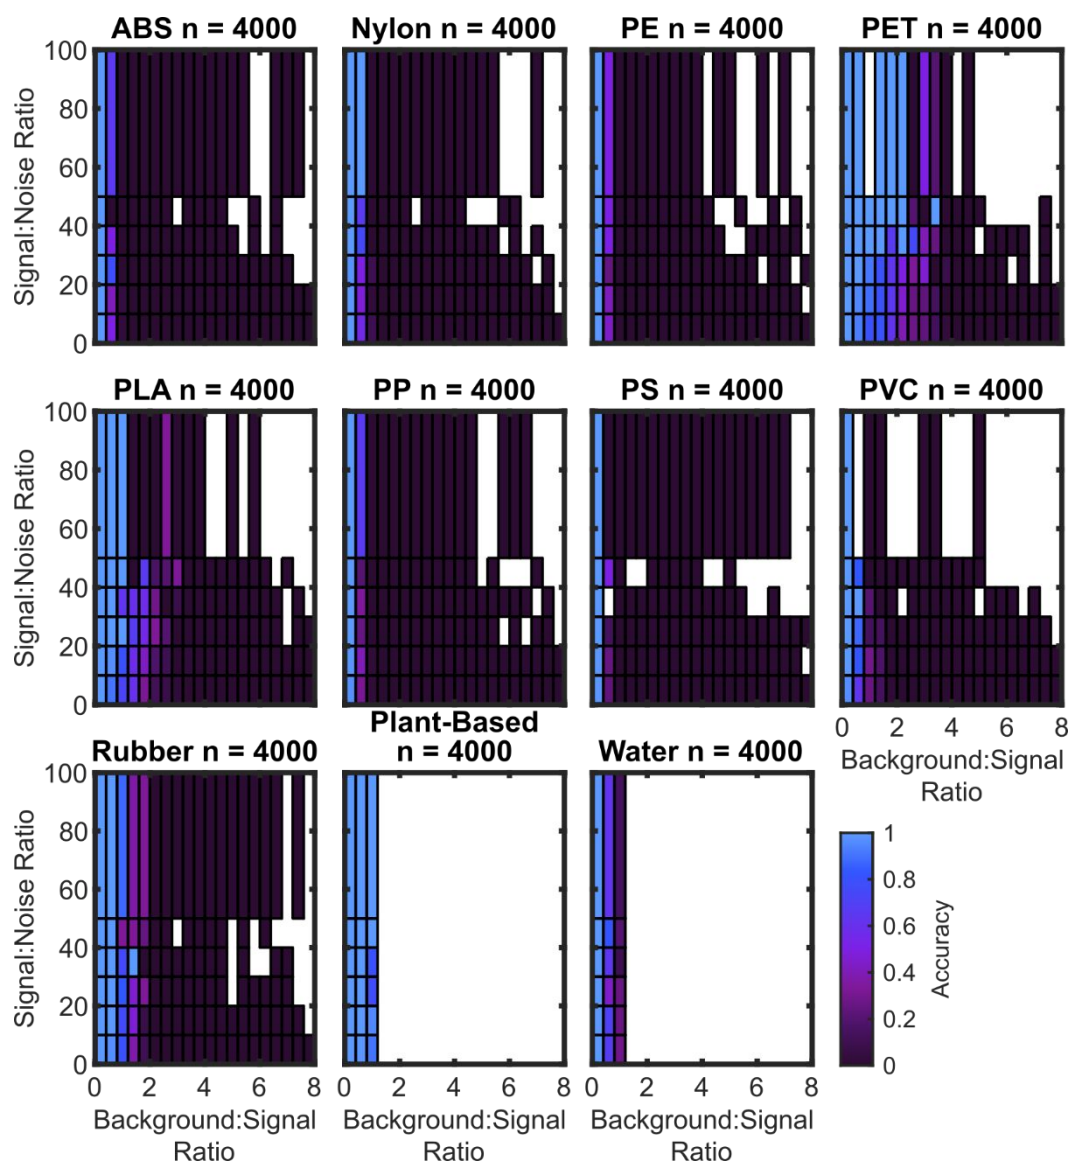 ABS n = 4000
Nylon n = 4000
PE n = 4000
PET n = 4000
100
80
60
40
20
0
Signal:Noise Ratio
PLA n = 4000
PP n = 4000
PS n = 4000
PVC n = 4000
100
80
60
40
20
0
Signal:Noise Ratio
0 2 4 6 8
Background:Signal
Ratio
Rubber n = 4000
Plant-Based
n = 4000
Water n = 4000
100
80
60
40
20
0
Signal:Noise Ratio
0 2 4 6 8
Background:Signal
Ratio
0 2 4 6 8
Background:Signal
Ratio
0 2 4 6 8
Background:Signal
Ratio
1
0.8
0.6
0.4
0.2
0
Accuracy